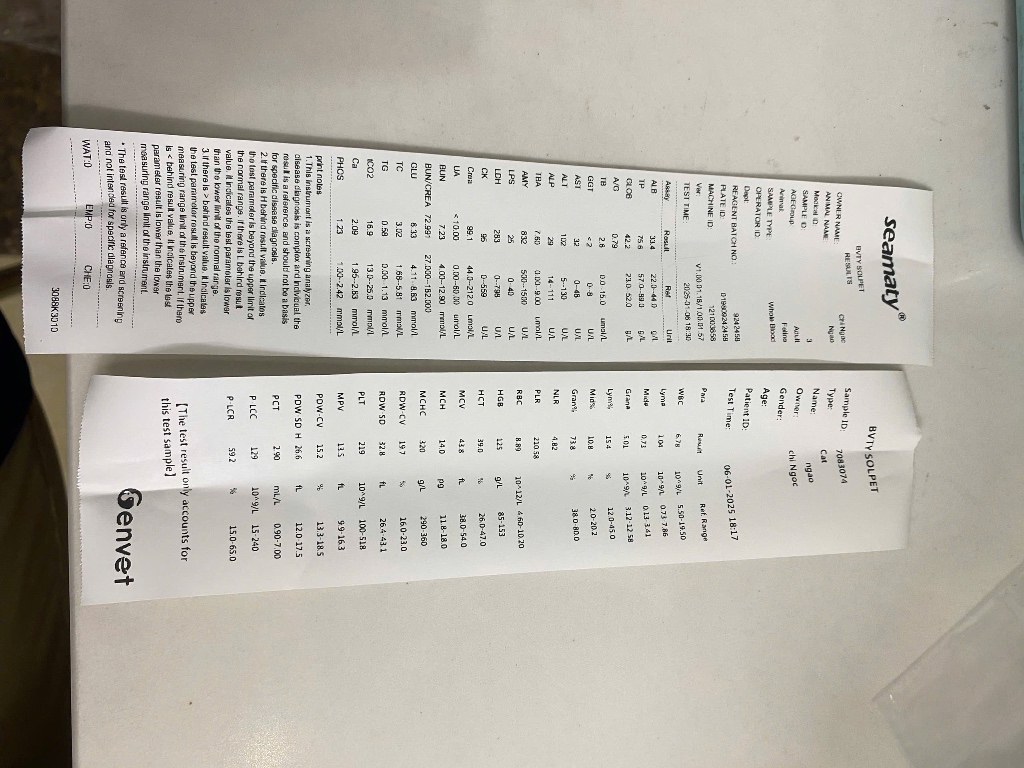 seamaty®
BVTY SOLPET
RESULTS
OWNER NAME: Chi Ngoc
ANIMAL NAME: Ngao
Medical ID:
SAMPLE ID: 3
AGEGroup: Adult
Animal: Feline
SAMPLE TYPE: Whole Blood
OPERATOR ID:
Dept:
REAGENT BATCH NO.: 9242458
PLATE ID: 019809242458
MACHINE ID:
Ver:
TEST TIME: 2025-01-06 18:30
Assay Result Ref Unit
ALB 33.4 22.0~44.0 g/L
TP 75.6 57.0~89.0 g/L
GLOB 42.2 23.0~52.0 g/L
A/G 0.79
TB 2.8 0.0~15.0 umol/L
GGT <2 0~8 U/L
AST 32 0~48 U/L
ALT 102 5~130 U/L
ALP 29 14~111 U/L
TBA 7.60 0.00~9.00 umol/L
AMY 832 500~1500 U/L
LPS 25 0~40 U/L
LDH 283 0~798 U/L
CK 95 0~559 U/L
Crea 99.1 44.0~212.0 umol/L
UA <10.00 0.00~60.00 umol/L
BUN 7.23 4.00~12.90 mmol/L
BUN/CREA 72.991 27.000~182.000
GLU 6.33 4.11~8.83 mmol/L
TC 3.02 1.68~5.81 mmol/L
TG 0.58 0.00~1.13 mmol/L
tCO2 16.9 13.0~25.0 mmol/L
Ca 2.09 1.95~2.83 mmol/L
PHOS 1.23 1.00~2.42 mmol/L
print notes
1.This instrument is a screening analyzer,
disease diagnosis is complex and individual, the
result is a reference, and should not be a basis
for specific disease diagnosis.
2.If there is H behind result value, it indicates
the test parameter is beyond the upper limit of
the normal range, if there is L behind result
value, it indicates the test parameter is lower
than the lower limit of the normal range.
3.If there is > behind result value, it indicates
the test parameter result is beyond the upper
measuring range limit of the instrument, if there
is < behind result value, it indicates the test
parameter result is lower than the lower
measuring range limit of the instrument.
* The test result is only a reference and screening
and not intended for specific diagnosis.
WAT:0 EMP:0 CHE:0
3088K3010
BVTY SOLPET
Sample ID: 7083074
Type: Cat
Name: ngao
Owner: chi Ngoc
Gender:
Age:
Patient ID:
Test Time: 06-01-2025 18:17
Para Result Unit Ref. Range
WBC 6.78 10^9/L 5.50-19.50
Lym# 1.04 10^9/L 0.73-7.86
Mid# 0.73 10^9/L 0.13-3.41
Gran# 5.01 10^9/L 3.12-12.58
Lym% 15.4 % 12.0-45.0
Mid% 10.8 % 2.0-20.2
Gran% 73.8 % 38.0-80.0
NLR 4.82
PLR 210.58
RBC 8.89 10^12/L 4.60-10.20
HGB 125 g/L 85-153
HCT 39.0 % 26.0-47.0
MCV 43.8 fL 38.0-54.0
MCH 14.0 pg 11.8-18.0
MCHC 320 g/L 290-360
RDW-CV 19.7 % 16.0-23.0
RDW-SD 32.8 fL 26.4-43.1
PLT 219 10^9/L 100-518
MPV 13.5 fL 9.9-16.3
PDW-CV 15.2 % 13.3-18.5
PDW-SD H 26.6 fL 12.0-17.5
PCT 2.90 mL/L 0.90-7.00
P-LCC 129 10^9/L 15-240
P-LCR 59.2 % 15.0-65.0
【The test result only accounts for
this test sample】
Genvet